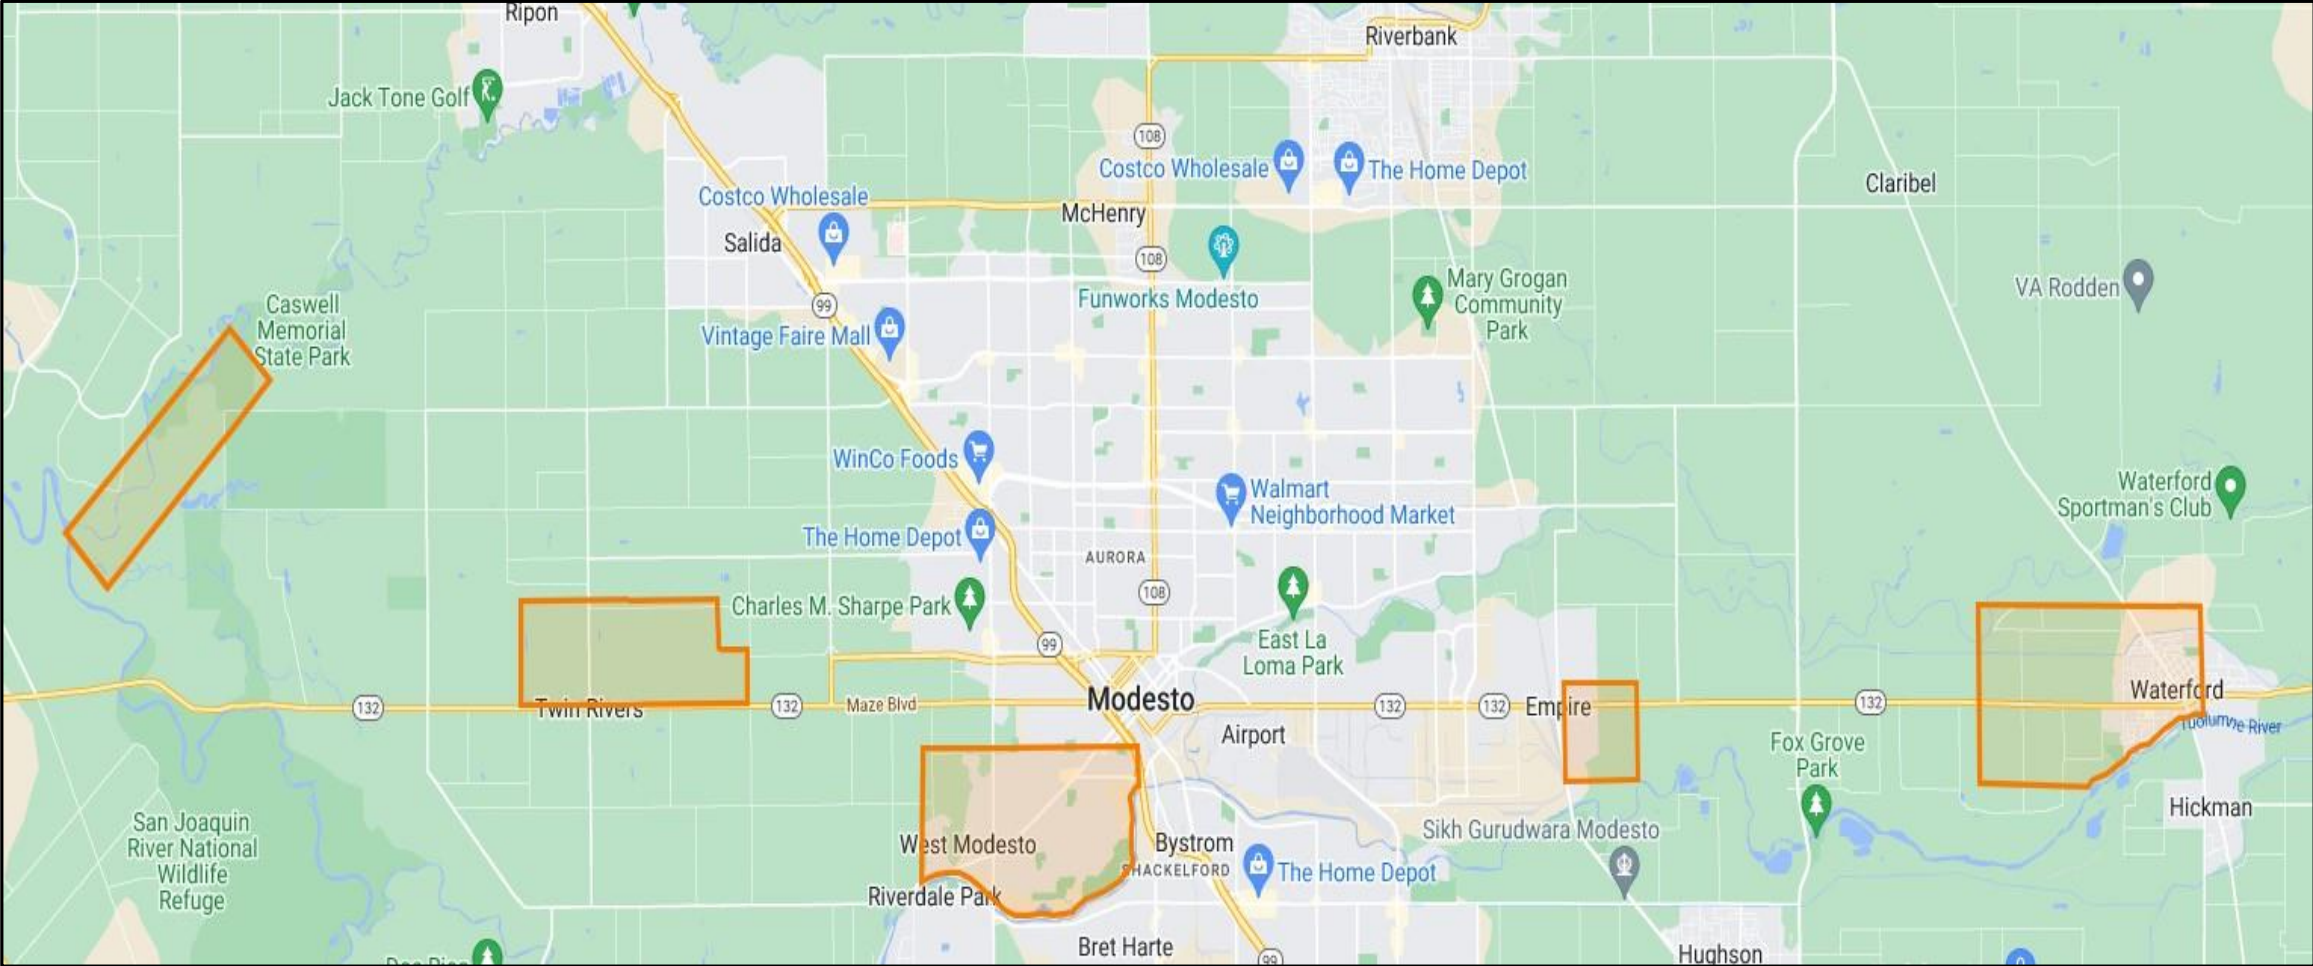 Ripon
Riverbank
Jack Tone Golf
108
Costco Wholesale
The Home Depot
Claribel
Costco Wholesale
McHenry
Salida
108
Mary Grogan
Community
Park
VA Rodden
Funworks Modesto
99
Caswell
Memorial
State Park
Vintage Faire Mall
WinCo Foods
Walmart
Neighborhood Market
Waterford
Sportman's Club
The Home Depot
AURORA
108
Charles M. Sharpe Park
99
East La
Loma Park
Waterford
Twin Rivers
132
132
Maze Blvd
Modesto
132
132
Empire
132
Tuolumne River
Airport
Fox Grove
Park
San Joaquin
River National
Wildlife
Refuge
Hickman
West Modesto
Bystrom
Sikh Gurudwara Modesto
SHACKELFORD
The Home Depot
Riverdale Park
Bret Harte
99
Hughson